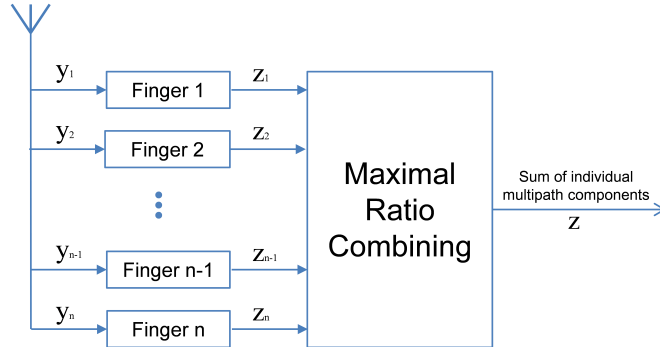 y₁ Finger 1 z₁
y₂ Finger 2 z₂
Maximal
Ratio
Combining
Sum of individual
multipath components
z
yₙ₋₁ Finger n-1 zₙ₋₁
yₙ Finger n zₙ